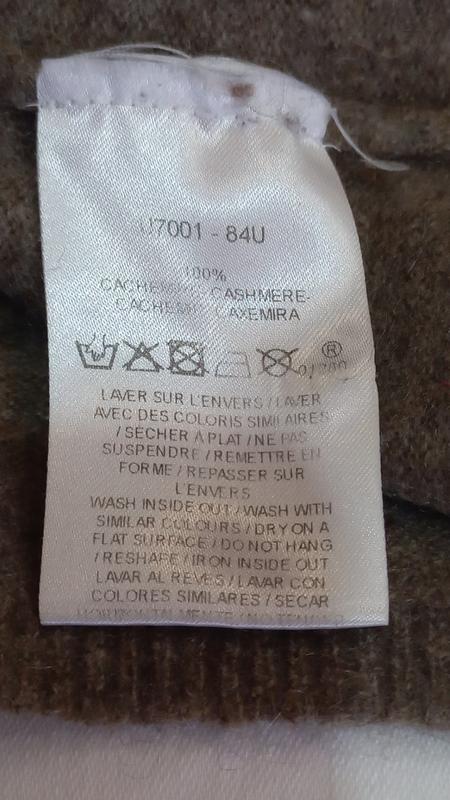 U7001 - 84U
100%
CASHMERE-
CAXEMIRA
®
LAVER SUR L'ENVERS / LAVER
AVEC DES COLORIS SIMILAIRES
/ SÉCHER À PLAT / NE PAS
SUSPENDRE / REMETTRE EN
FORME / REPASSER SUR
L'ENVERS
WASH INSIDE OUT / WASH WITH
SIMILAR COLOURS / DRY ON A
FLAT SURFACE / DO NOT HANG
/ RESHAPE / IRON INSIDE OUT
LAVAR AL REVES / LAVAR CON
COLORES SIMILARES / SECAR